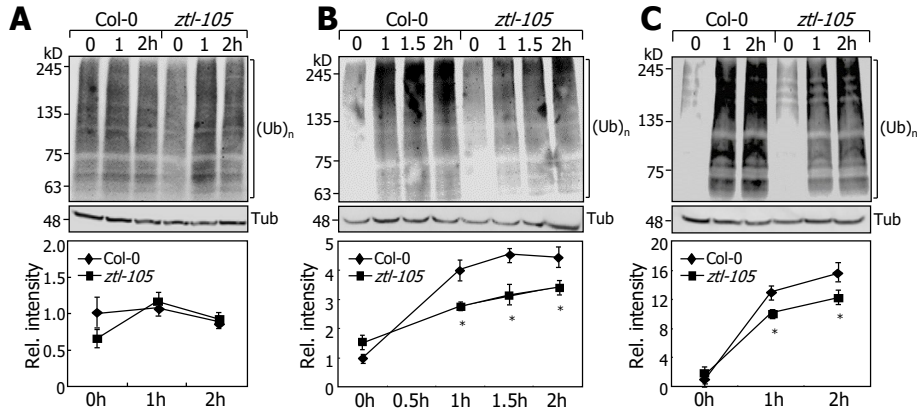 A
Col-0 ztl-105
0 1 2h 0 1 2h
kD
245
135
75
63
(Ub)n
48
Tub
Rel. intensity
2.0
1.5
1.0
0.5
0
Col-0
ztl-105
0h 1h 2h
B
Col-0 ztl-105
0 1 1.5 2h 0 1 1.5 2h
kD
245
135
75
63
(Ub)n
48
Tub
Rel. intensity
5
4
3
2
1
0
Col-0
ztl-105
* * *
0h 0.5h 1h 1.5h 2h
C
Col-0 ztl-105
0 1 2h 0 1 2h
kD
245
135
75
(Ub)n
48
Tub
Rel. intensity
20
16
12
8
4
0
Col-0
ztl-105
* *
0h 1h 2h